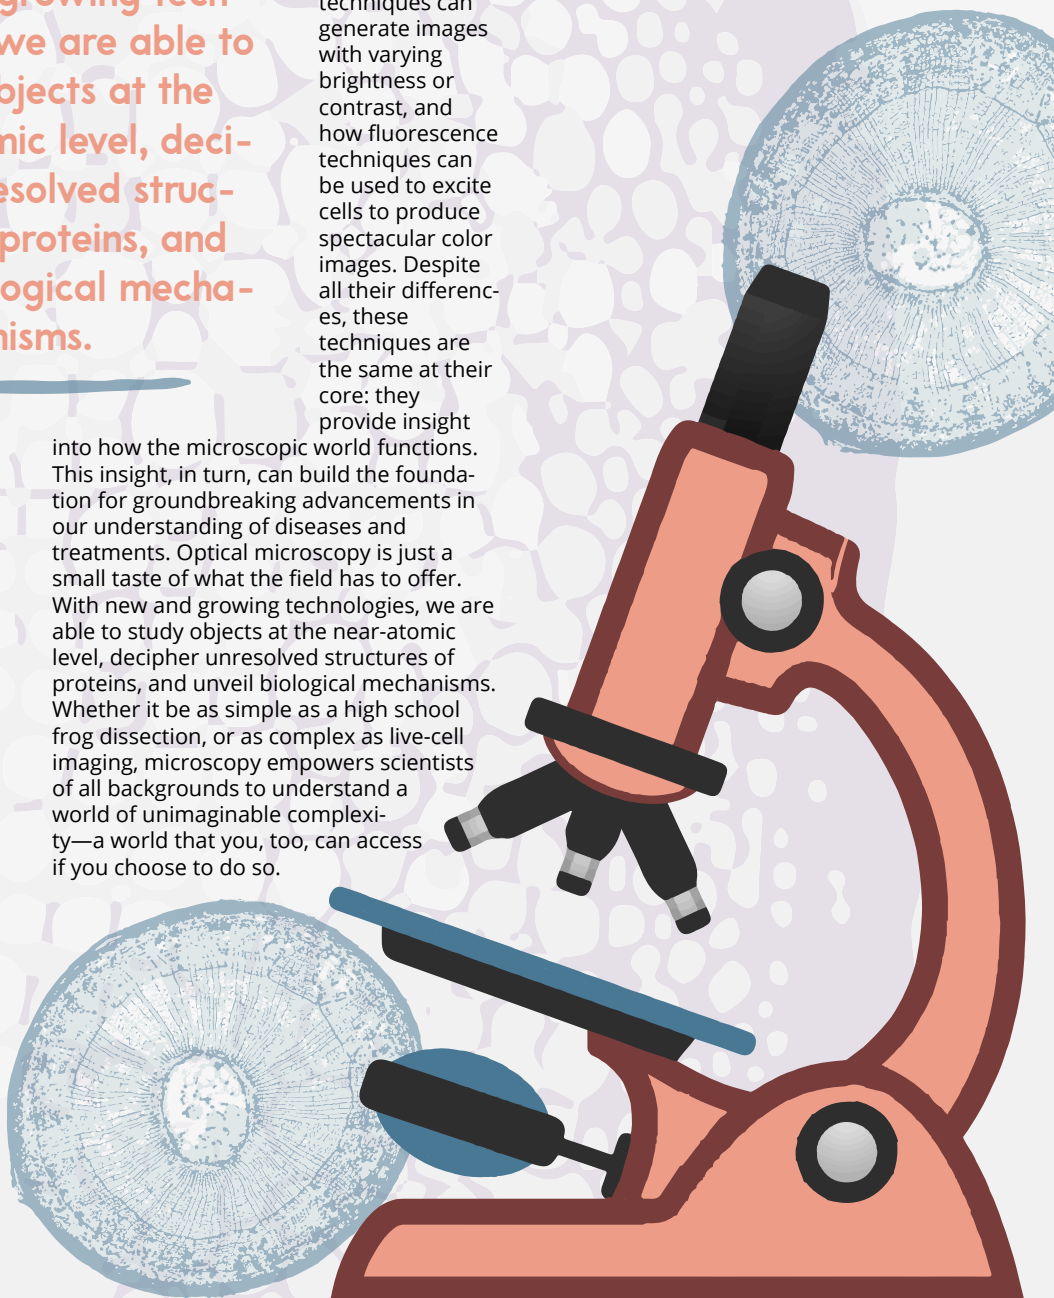 growing tech-
we are able to
bjects at the
mic level, deci-
esolved struc-
proteins, and
ogical mecha-
nisms.
techniques can
generate images
with varying
brightness or
contrast, and
how fluorescence
techniques can
be used to excite
cells to produce
spectacular color
images. Despite
all their differenc-
es, these
techniques are
the same at their
core: they
provide insight
into how the microscopic world functions.
This insight, in turn, can build the founda-
tion for groundbreaking advancements in
our understanding of diseases and
treatments. Optical microscopy is just a
small taste of what the field has to offer.
With new and growing technologies, we are
able to study objects at the near-atomic
level, decipher unresolved structures of
proteins, and unveil biological mechanisms.
Whether it be as simple as a high school
frog dissection, or as complex as live-cell
imaging, microscopy empowers scientists
of all backgrounds to understand a
world of unimaginable complexi-
ty—a world that you, too, can access
if you choose to do so.